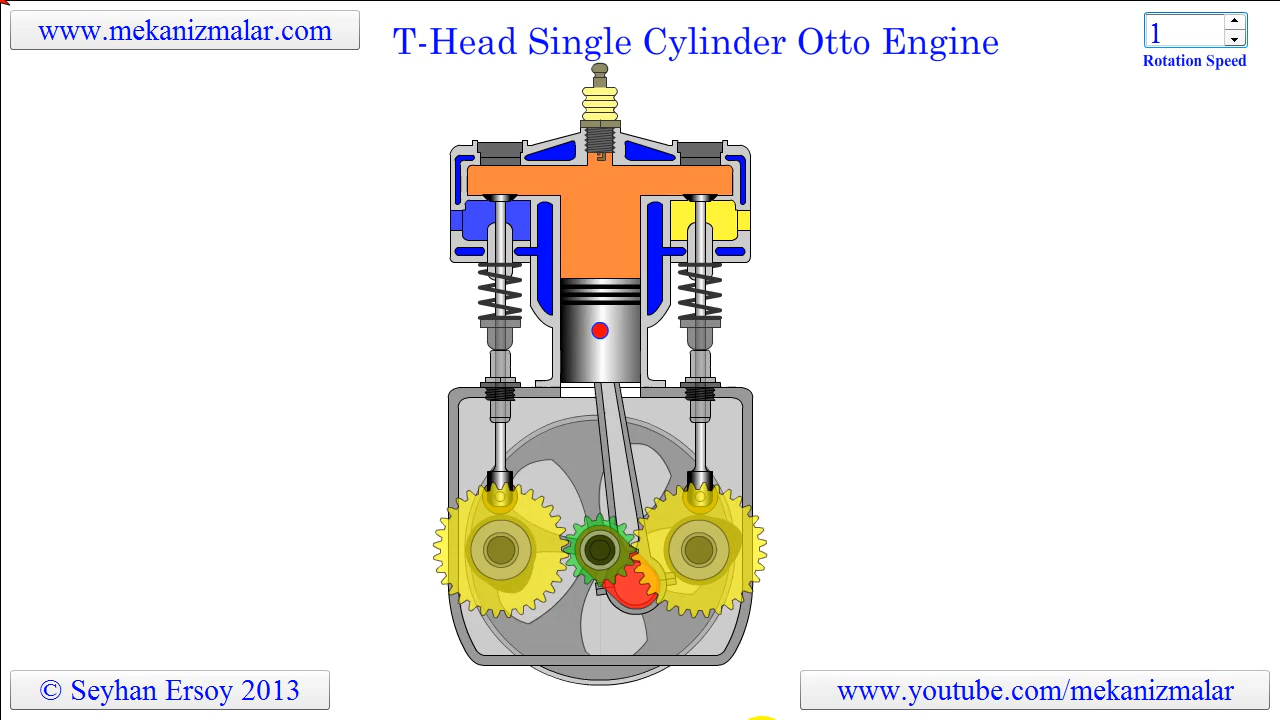 www.mekanizmalar.com
T-Head Single Cylinder Otto Engine
1
Rotation Speed
© Seyhan Ersoy 2013
www.youtube.com/mekanizmalar